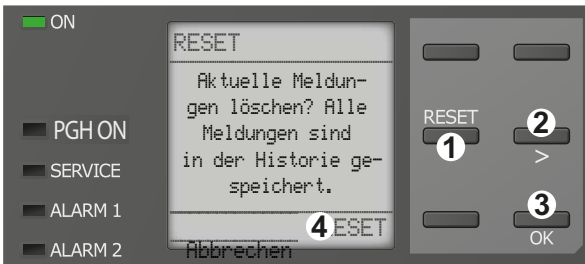 ON
PGH ON
SERVICE
ALARM 1
ALARM 2
RESET
Aktuelle Meldun-
gen löschen? Alle
Meldungen sind
in der Historie ge-
speichert.
4 ESET
Abbrechen
RESET
1
2
>
3
OK